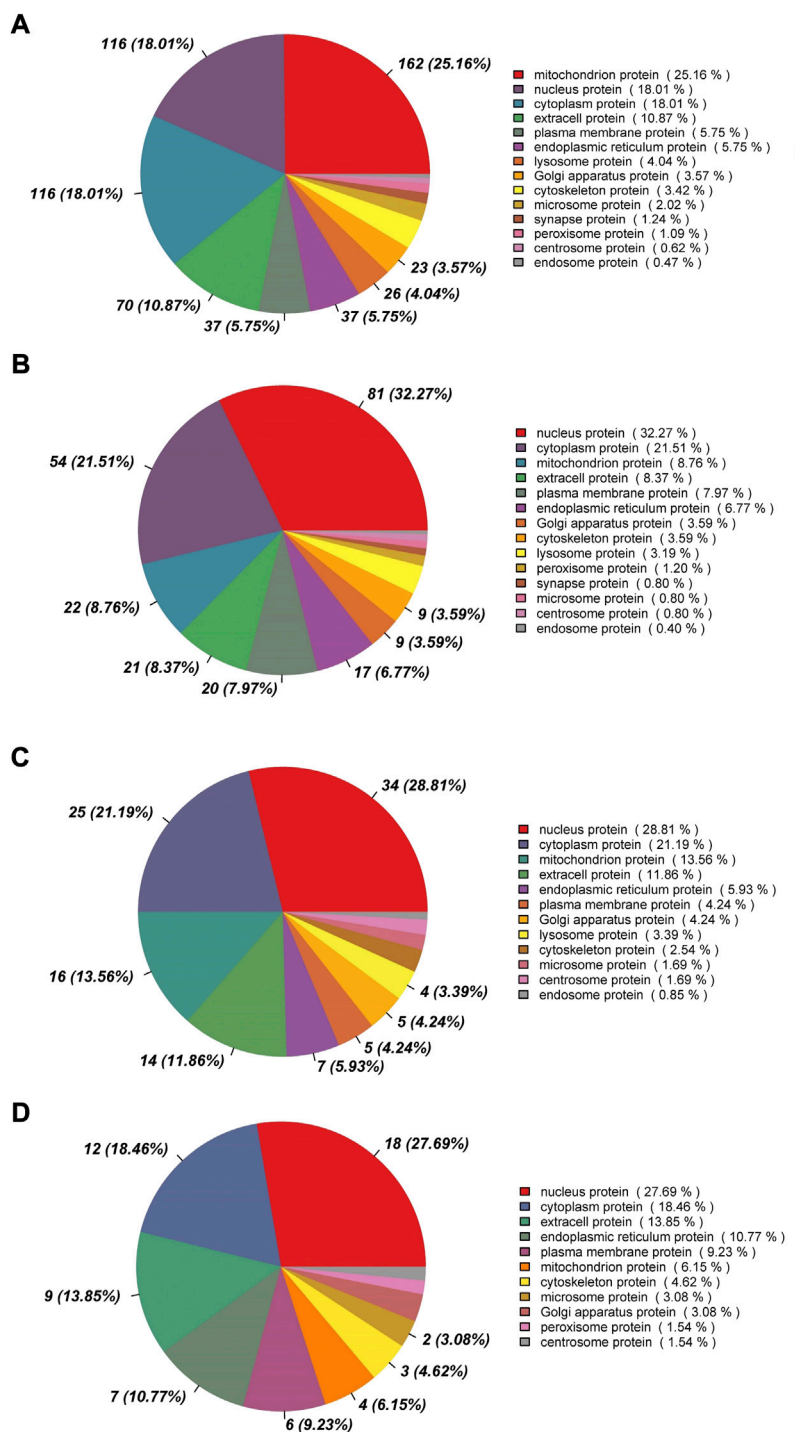 A
116 (18.01%)
162 (25.16%)
116 (18.01%)
70 (10.87%)
37 (5.75%)
37 (5.75%)
26 (4.04%)
23 (3.57%)
mitochondrion protein ( 25.16 % )
nucleus protein ( 18.01 % )
cytoplasm protein ( 18.01 % )
extracell protein ( 10.87 % )
plasma membrane protein ( 5.75 % )
endoplasmic reticulum protein ( 5.75 % )
lysosome protein ( 4.04 % )
Golgi apparatus protein ( 3.57 % )
cytoskeleton protein ( 3.42 % )
microsome protein ( 2.02 % )
synapse protein ( 1.24 % )
peroxisome protein ( 1.09 % )
centrosome protein ( 0.62 % )
endosome protein ( 0.47 % )
B
81 (32.27%)
54 (21.51%)
22 (8.76%)
21 (8.37%)
20 (7.97%)
17 (6.77%)
9 (3.59%)
9 (3.59%)
nucleus protein ( 32.27 % )
cytoplasm protein ( 21.51 % )
mitochondrion protein ( 8.76 % )
extracell protein ( 8.37 % )
plasma membrane protein ( 7.97 % )
endoplasmic reticulum protein ( 6.77 % )
Golgi apparatus protein ( 3.59 % )
cytoskeleton protein ( 3.59 % )
lysosome protein ( 3.19 % )
peroxisome protein ( 1.20 % )
synapse protein ( 0.80 % )
microsome protein ( 0.80 % )
centrosome protein ( 0.80 % )
endosome protein ( 0.40 % )
C
34 (28.81%)
25 (21.19%)
16 (13.56%)
14 (11.86%)
7 (5.93%)
5 (4.24%)
5 (4.24%)
4 (3.39%)
nucleus protein ( 28.81 % )
cytoplasm protein ( 21.19 % )
mitochondrion protein ( 13.56 % )
extracell protein ( 11.86 % )
endoplasmic reticulum protein ( 5.93 % )
plasma membrane protein ( 4.24 % )
Golgi apparatus protein ( 4.24 % )
lysosome protein ( 3.39 % )
cytoskeleton protein ( 2.54 % )
microsome protein ( 1.69 % )
centrosome protein ( 1.69 % )
endosome protein ( 0.85 % )
D
18 (27.69%)
12 (18.46%)
9 (13.85%)
7 (10.77%)
6 (9.23%)
4 (6.15%)
3 (4.62%)
2 (3.08%)
nucleus protein ( 27.69 % )
cytoplasm protein ( 18.46 % )
extracell protein ( 13.85 % )
endoplasmic reticulum protein ( 10.77 % )
plasma membrane protein ( 9.23 % )
mitochondrion protein ( 6.15 % )
cytoskeleton protein ( 4.62 % )
microsome protein ( 3.08 % )
Golgi apparatus protein ( 3.08 % )
peroxisome protein ( 1.54 % )
centrosome protein ( 1.54 % )